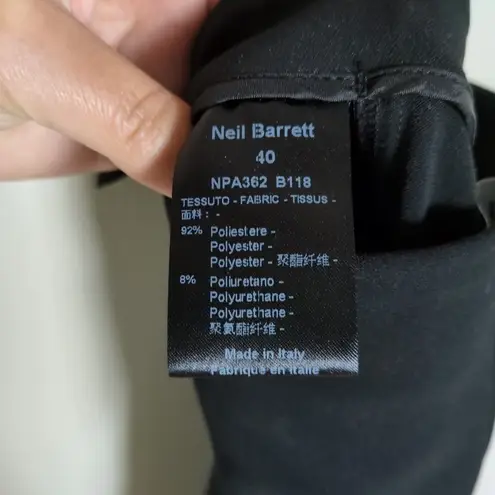 Neil Barrett
40
NPA362 B118
TESSUTO - FABRIC - TISSUS -
面料 : -
92% Poliestere -
Polyester -
Polyester - 聚酯纤维 -
8% Poliuretano -
Polyurethane -
Polyurethane -
聚氨酯纤维 -
Made in Italy
Fabriqué en Italie